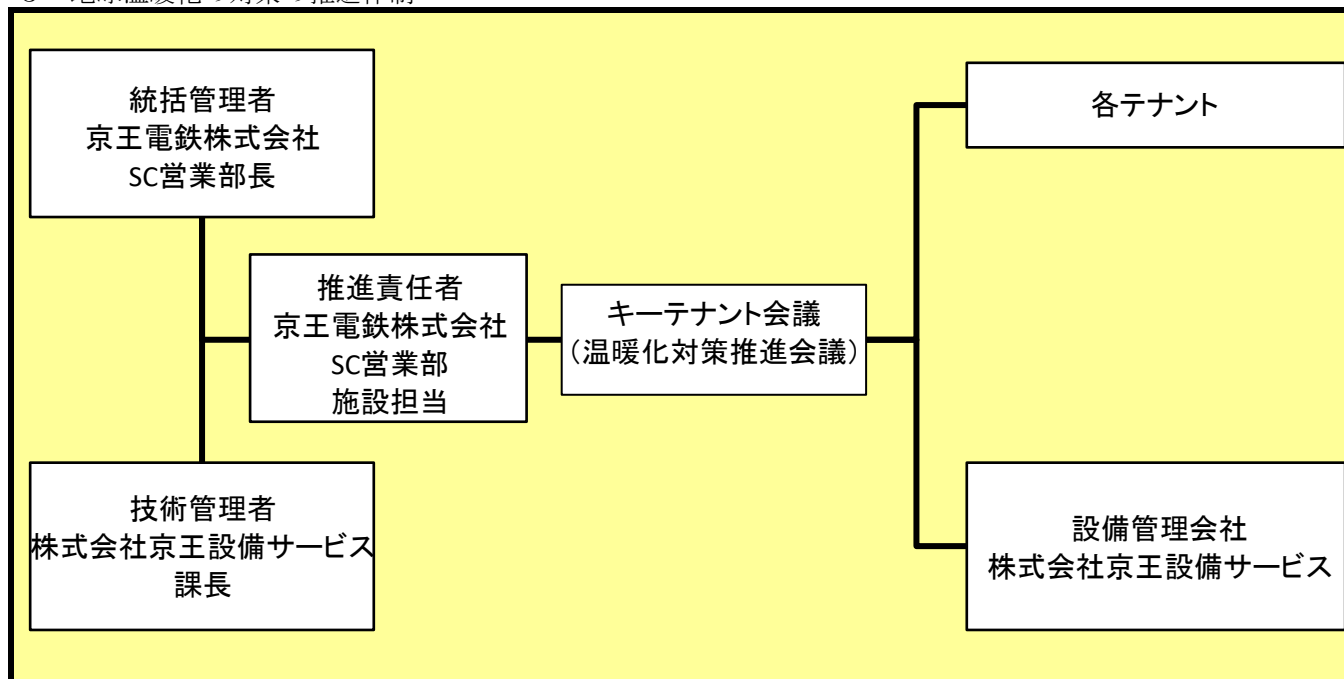 統括管理者
京王電鉄株式会社
SC営業部長
各テナント
推進責任者
京王電鉄株式会社
SC営業部
施設担当
キーテナント会議
（温暖化対策推進会議）
技術管理者
株式会社京王設備サービス
課長
設備管理会社
株式会社京王設備サービス